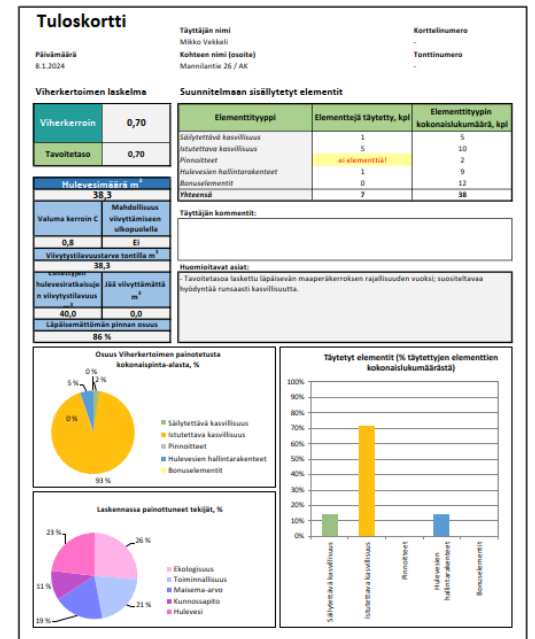 Tuloskortti
Täyttäjän nimi
Mikko Vekkeli
Korttelinumero
-
Päivämäärä
8.1.2024
Kohteen nimi (osoite)
Mannilantie 26 / AK
Tonttinumero
-
Viherkertoimen laskelma
Suunnitelmaan sisällytetyt elementit
Viherkerroin 0,70
Tavoitetaso 0,70
Elementtityyppi Elementtejä täytetty, kpl Elementtityypin kokonaislukumäärä, kpl
Säilytettävä kasvillisuus 1 5
Istutettava kasvillisuus 5 10
Pinnoitteet ei elementtiä! 2
Hulevesien hallintarakenteet 1 9
Bonuselementit 0 12
Yhteensä 7 38
Hulevesimäärä m³
38,3
Valuma kerroin C
Mahdollisuus
viivyttämiseen
ulkopuolella
0,8 Ei
Viivytystilavuustarve tontilla m³
38,3
hulevesiratkaisuje
n viivytystilavuus
Jää viivyttämättä
m³
40,0 0,0
Läpäisemättömän pinnan osuus
86 %
Täyttäjän kommentit:
Huomioitavat asiat:
- Tavoitetasoa laskettu läpäisevän maaperäkerroksen rajallisuuden vuoksi; suositeltavaa
hyödyntää runsaasti kasvillisuutta.
Osuus Viherkertoimen painotetusta
kokonaispinta-alasta, %
0 %
2 %
5 %
0 %
93 %
Säilytettävä kasvillisuus
Istutettava kasvillisuus
Pinnoitteet
Hulevesien hallintarakenteet
Bonuselementit
Laskennassa painottuneet tekijät, %
23 %
26 %
11 %
21 %
19 %
Ekologisuus
Toiminnallisuus
Maisema-arvo
Kunnossapito
Hulevesi
Täytetyt elementit (% täytettyjen elementtien
kokonaislukumäärästä)
100%
90%
80%
70%
60%
50%
40%
30%
20%
10%
0%
Säilytettävä kasvillisuus
Istutettava kasvillisuus
Pinnoitteet
Hulevesien
hallintarakenteet
Bonuselementit